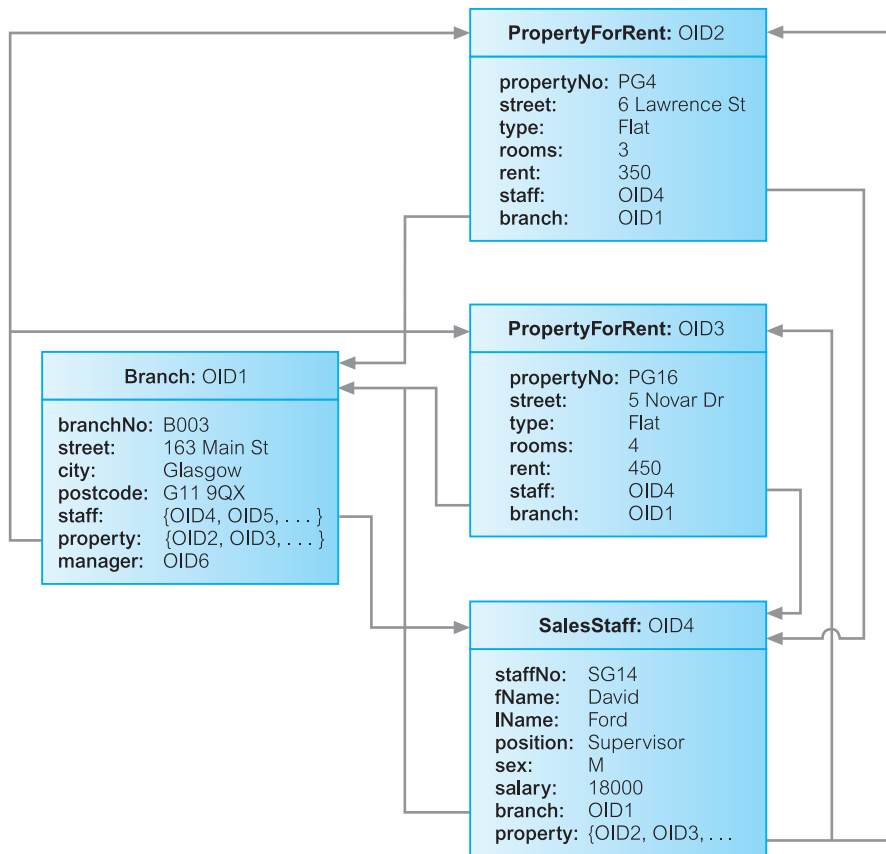 PropertyForRent: OID2
propertyNo: PG4
street: 6 Lawrence St
type: Flat
rooms: 3
rent: 350
staff: OID4
branch: OID1
PropertyForRent: OID3
propertyNo: PG16
street: 5 Novar Dr
type: Flat
rooms: 4
rent: 450
staff: OID4
branch: OID1
Branch: OID1
branchNo: B003
street: 163 Main St
city: Glasgow
postcode: G11 9QX
staff: {OID4, OID5, . . . }
property: {OID2, OID3, . . . }
manager: OID6
SalesStaff: OID4
staffNo: SG14
fName: David
lName: Ford
position: Supervisor
sex: M
salary: 18000
branch: OID1
property: {OID2, OID3, . . .